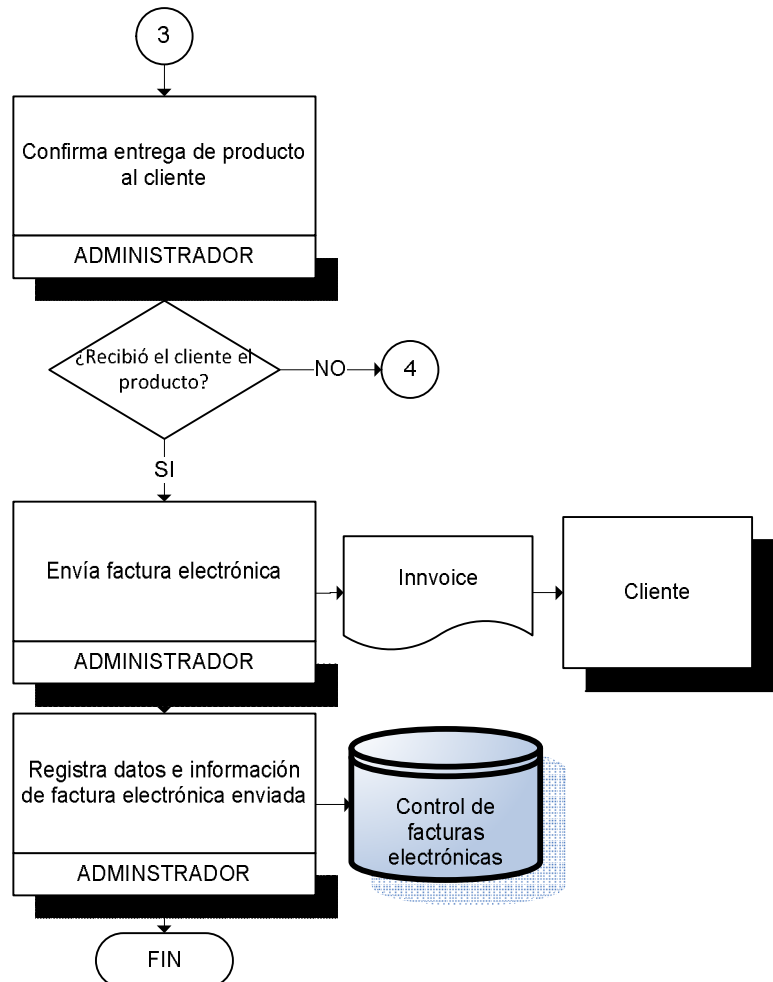 3
Confirma entrega de producto
al cliente
ADMINISTRADOR
¿Recibió el cliente el
producto?
NO
4
SI
Envía factura electrónica
ADMINISTRADOR
Innvoice
Cliente
Registra datos e información
de factura electrónica enviada
ADMINSTRADOR
Control de
facturas
electrónicas
FIN